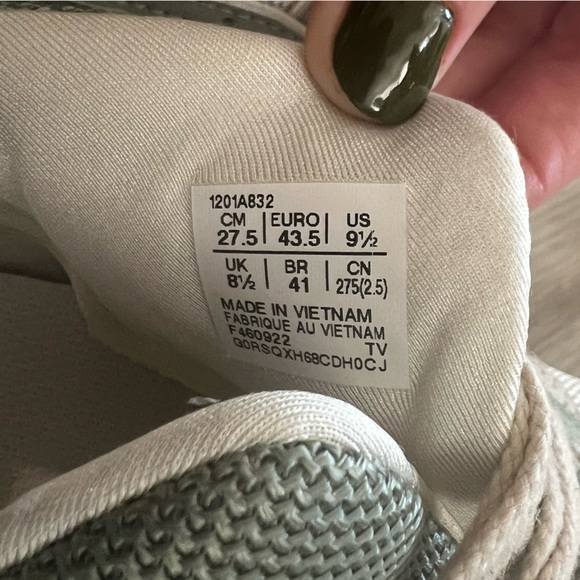 1201A832
CM | EURO | US
27.5 | 43.5 | 9½
UK | BR | CN
8½ | 41 | 275(2.5)
MADE IN VIETNAM
FABRIQUE AU VIETNAM
F460922 TV
G0RSQXH68CDH0CJ